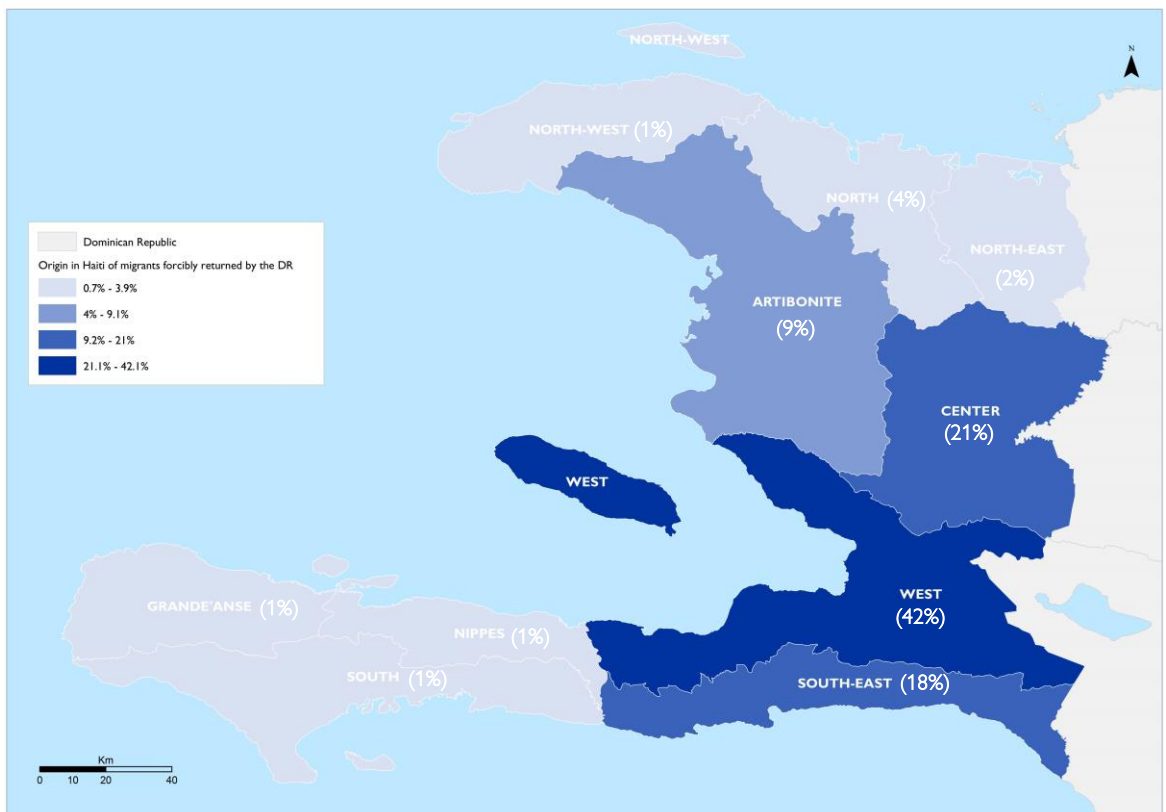 N
NORTH-WEST
NORTH-WEST (1%)
NORTH (4%)
NORTH-EAST
(2%)
Dominican Republic
Origin in Haiti of migrants forcibly returned by the DR
0.7% - 3.9%
4% - 9.1%
9.2% - 21%
21.1% - 42.1%
ARTIBONITE
(9%)
CENTER
(21%)
WEST
WEST
(42%)
GRANDE'ANSE (1%)
NIPPES (1%)
SOUTH (1%)
SOUTH-EAST (18%)
Km
0 10 20 40